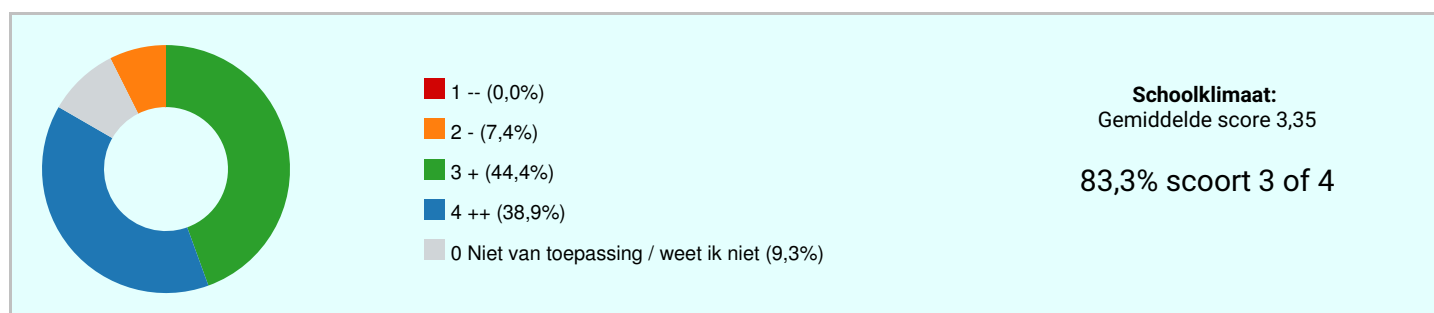 1 -- (0,0%)
2 - (7,4%)
3 + (44,4%)
4 ++ (38,9%)
0 Niet van toepassing / weet ik niet (9,3%)
Schoolklimaat:
Gemiddelde score 3,35
83,3% scoort 3 of 4